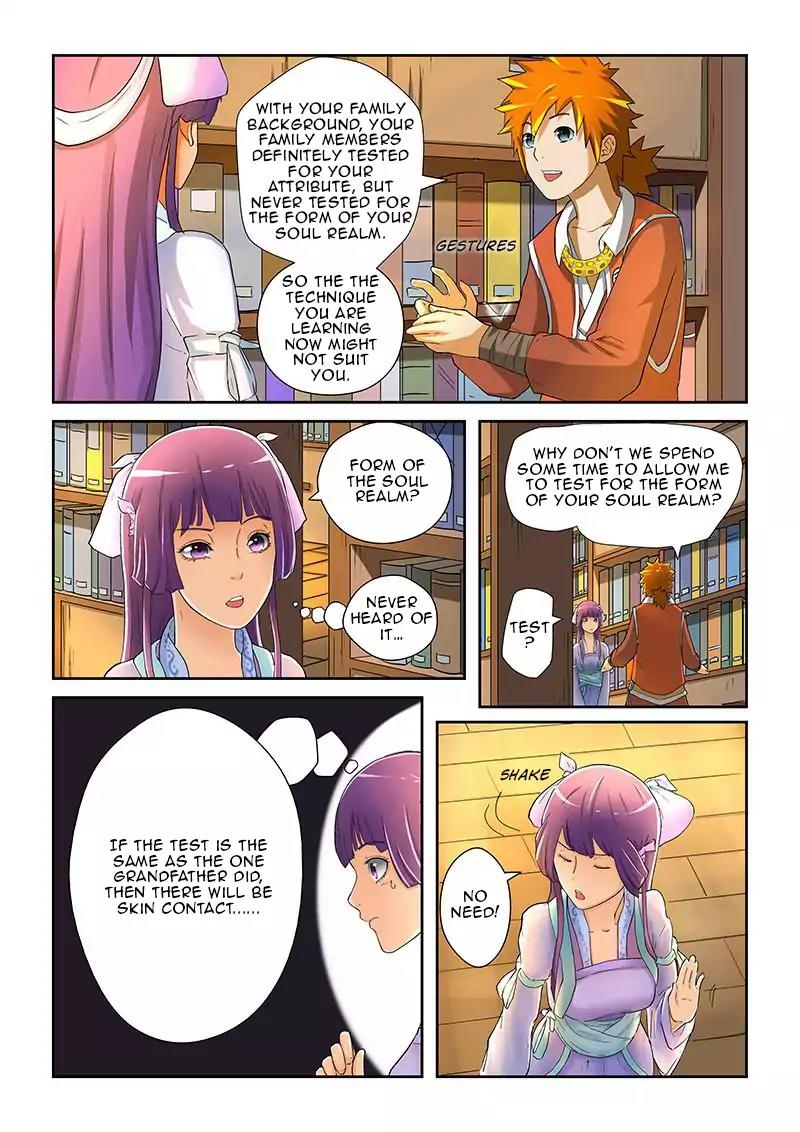 WITH YOUR FAMILY
BACKGROUND, YOUR
FAMILY MEMBERS
DEFINITELY TESTED
FOR YOUR
ATTRIBUTE, BUT
NEVER TESTED FOR
THE FORM OF YOUR
SOUL REALM.
GESTURES
SO THE THE
TECHNIQUE
YOU ARE
LEARNING
NOW MIGHT
NOT SUIT
YOU.
FORM OF
THE SOUL
REALM?
NEVER
HEARD OF
IT...
WHY DON'T WE SPEND
SOME TIME TO ALLOW ME
TO TEST FOR THE FORM
OF YOUR SOUL REALM?
TEST
?
IF THE TEST IS THE
SAME AS THE ONE
GRANDFATHER DID,
THEN THERE WILL BE
SKIN CONTACT......
SHAKE
NO
NEED!